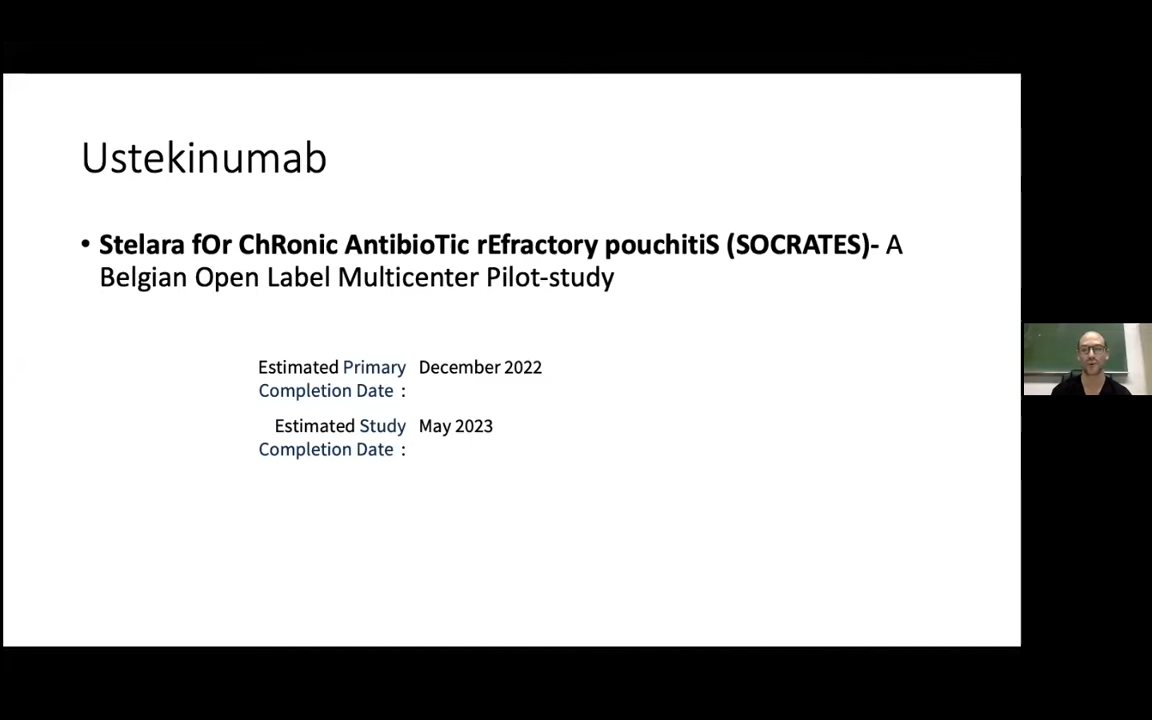 Ustekinumab
• Stelara fOr ChRonic AntibioTic rEfractory pouchitiS (SOCRATES)- A
Belgian Open Label Multicenter Pilot-study
Estimated Primary December 2022
Completion Date :
Estimated Study May 2023
Completion Date :